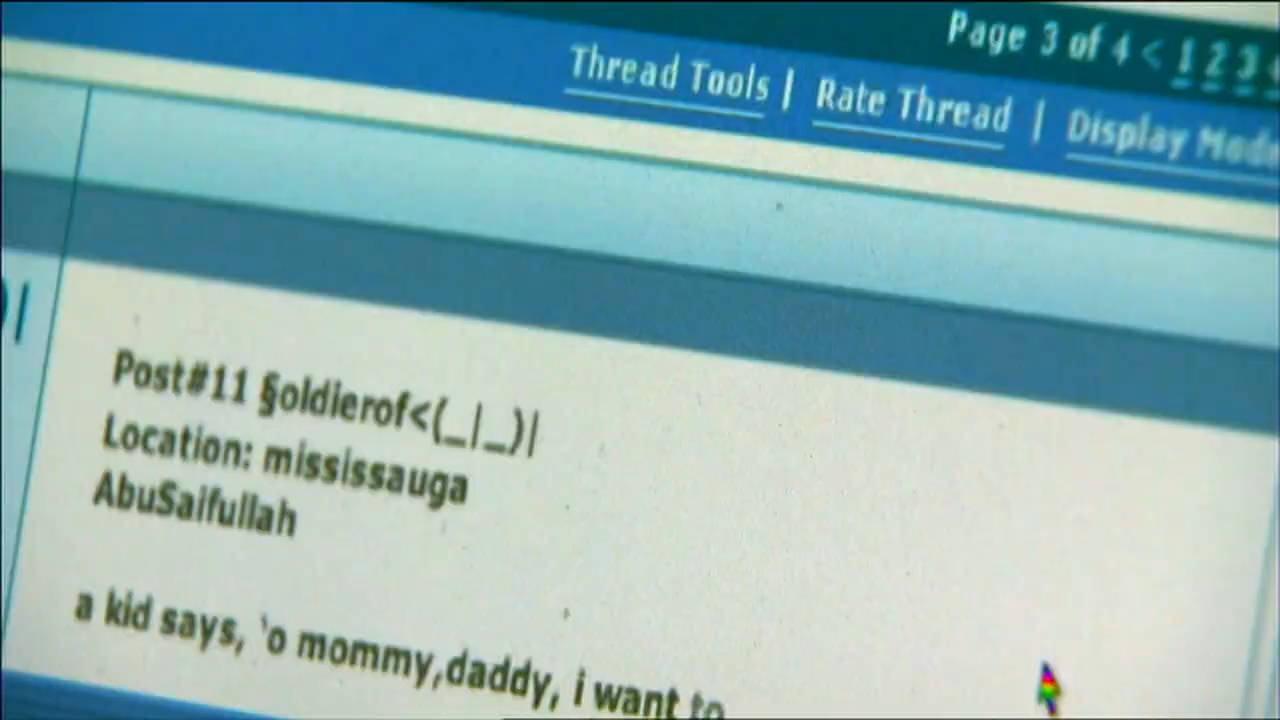 Page 3 of 4 < 1 2 3
Thread Tools | Rate Thread | Display Mode
Post#11 §oldierof<(_|_)|
Location: mississauga
AbuSaifullah
a kid says, 'o mommy,daddy, i want to